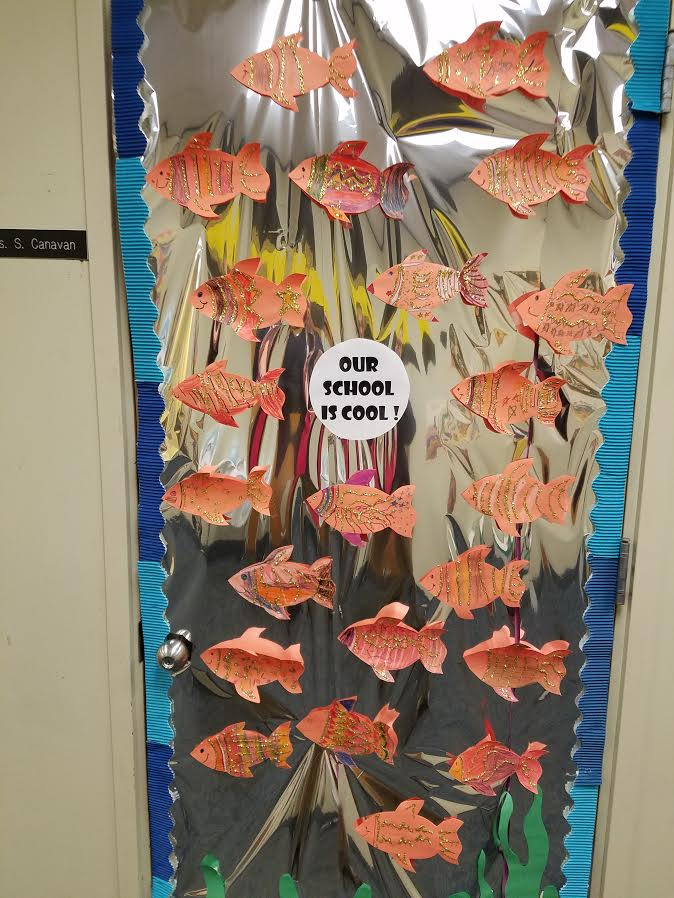 s. S. Canavan
OUR
SCHOOL
IS COOL !